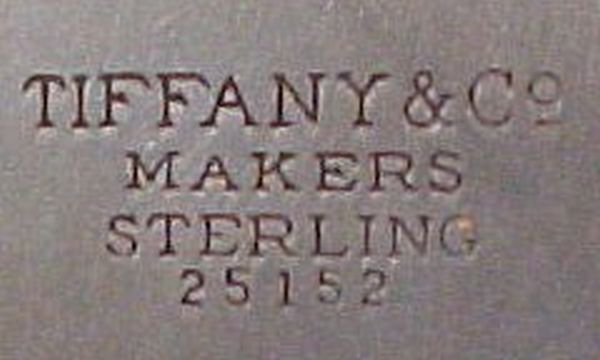 TIFFANY & Co
MAKERS
STERLING
25152